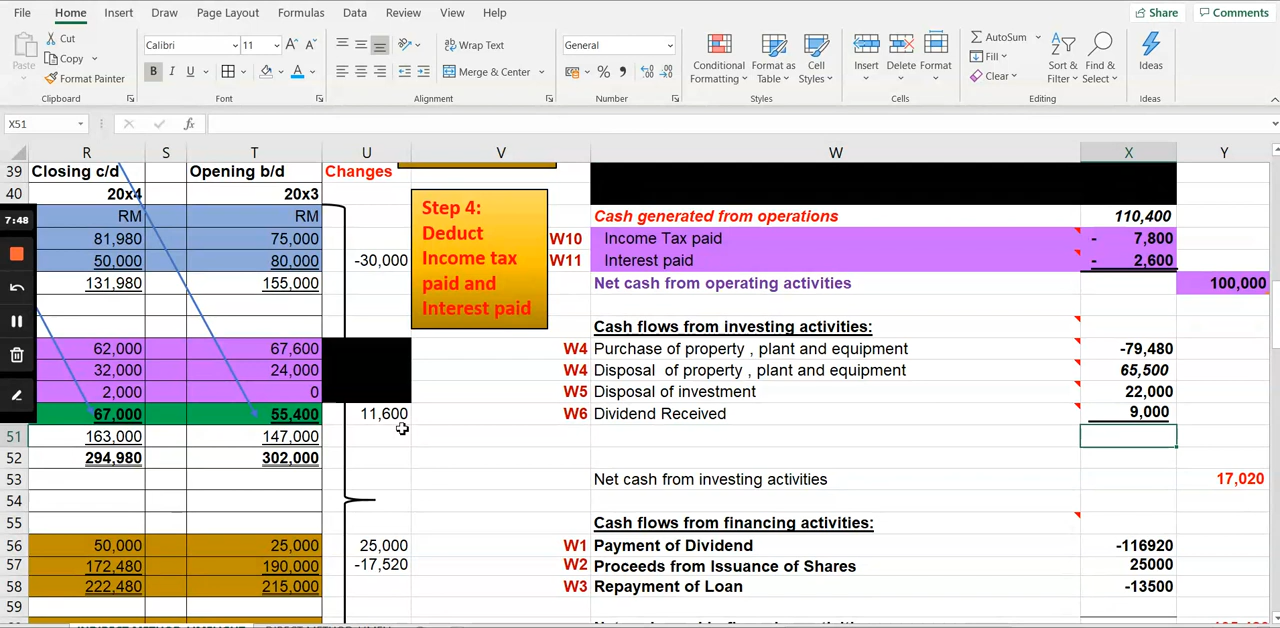 File Home Insert Draw Page Layout Formulas Data Review View Help Share Comments
Cut Calibri 11 Wrap Text General AutoSum
Copy Fill
Paste Format Painter B I U Merge & Center Conditional Formatting Format as Table Cell Styles Insert Delete Format Clear Sort & Filter Find & Select Ideas
Clipboard Font Alignment Number Styles Cells Editing Ideas
X51 fx
R S T U V W X Y
39 Closing c/d Opening b/d Changes
40 20x4 20x3
7:48 RM RM Step 4: Cash generated from operations 110,400
81,980 75,000 Deduct W10 Income Tax paid - 7,800
50,000 80,000 -30,000 Income tax W11 Interest paid - 2,600
131,980 155,000 paid and Net cash from operating activities 100,000
Interest paid
Cash flows from investing activities:
62,000 67,600 W4 Purchase of property , plant and equipment -79,480
32,000 24,000 W4 Disposal of property , plant and equipment 65,500
2,000 0 W5 Disposal of investment 22,000
67,000 55,400 11,600 W6 Dividend Received 9,000
51 163,000 147,000
52 294,980 302,000
53 Net cash from investing activities 17,020
54
55 Cash flows from financing activities:
56 50,000 25,000 25,000 W1 Payment of Dividend -116920
57 172,480 190,000 -17,520 W2 Proceeds from Issuance of Shares 25000
58 222,480 215,000 W3 Repayment of Loan -13500
59